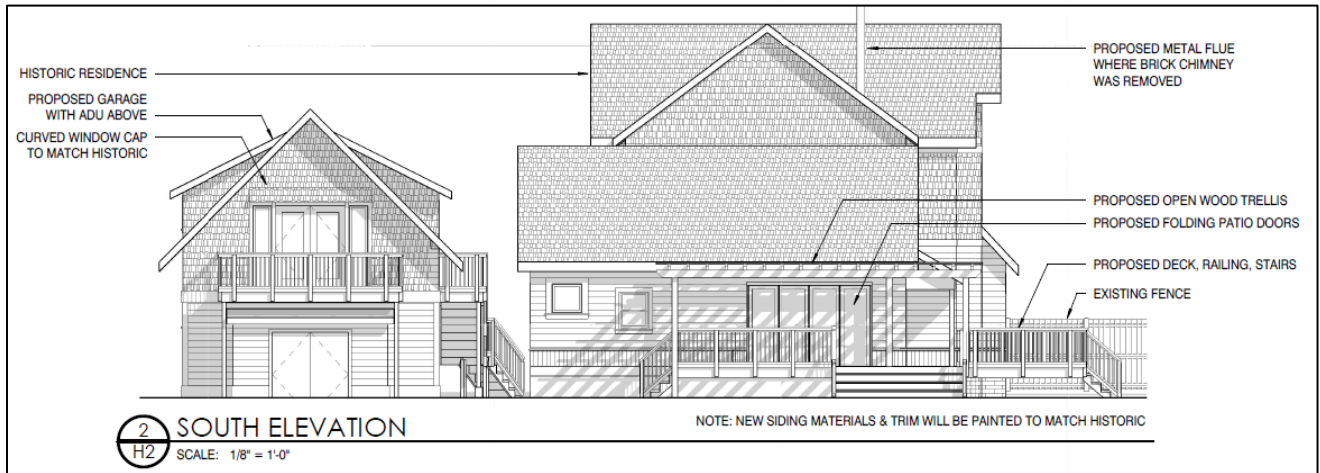 HISTORIC RESIDENCE
PROPOSED GARAGE
WITH ADU ABOVE
CURVED WINDOW CAP
TO MATCH HISTORIC
PROPOSED METAL FLUE
WHERE BRICK CHIMNEY
WAS REMOVED
PROPOSED OPEN WOOD TRELLIS
PROPOSED FOLDING PATIO DOORS
PROPOSED DECK, RAILING, STAIRS
EXISTING FENCE
2
H2
SOUTH ELEVATION
SCALE: 1/8" = 1'-0"
NOTE: NEW SIDING MATERIALS & TRIM WILL BE PAINTED TO MATCH HISTORIC